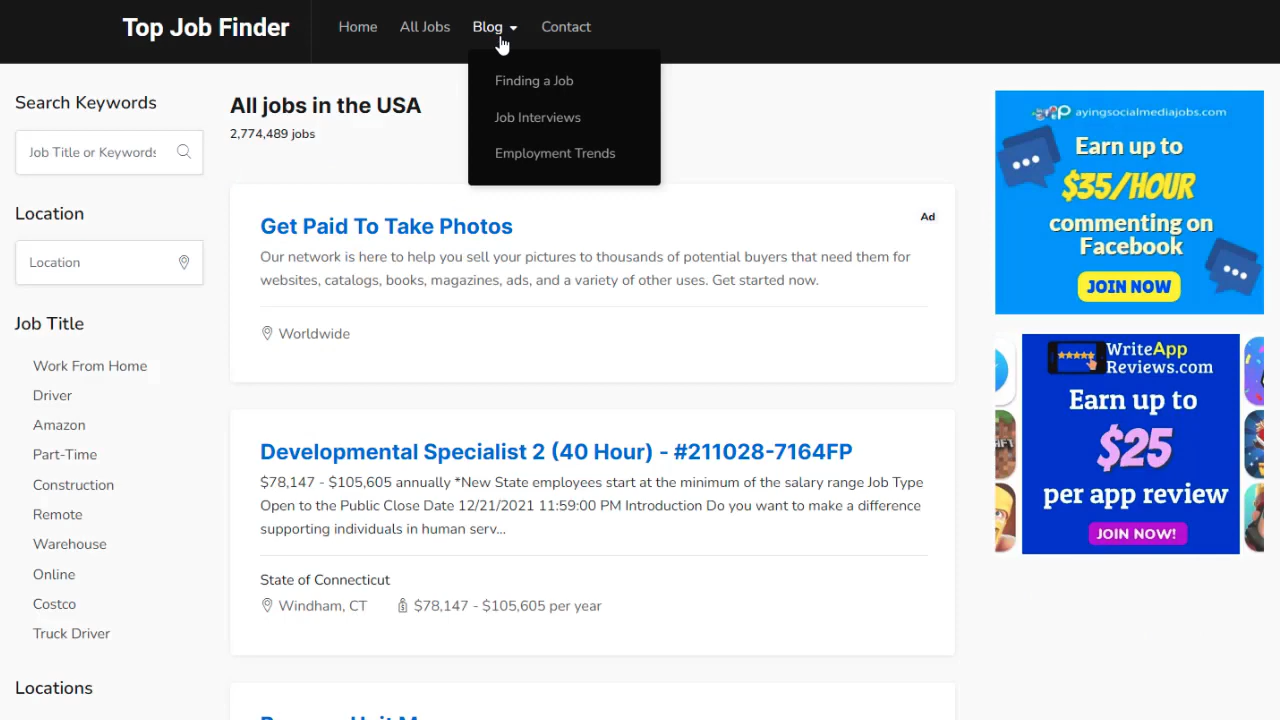 Top Job Finder
Home
All Jobs
Blog
Contact
Finding a Job
Job Interviews
Employment Trends
Search Keywords
Job Title or Keywords
Location
Location
Job Title
Work From Home
Driver
Amazon
Part-Time
Construction
Remote
Warehouse
Online
Costco
Truck Driver
Locations
All jobs in the USA
2,774,489 jobs
Get Paid To Take Photos
Ad
Our network is here to help you sell your pictures to thousands of potential buyers that need them for
websites, catalogs, books, magazines, ads, and a variety of other uses. Get started now.
Worldwide
Developmental Specialist 2 (40 Hour) - #211028-7164FP
$78,147 - $105,605 annually *New State employees start at the minimum of the salary range Job Type
Open to the Public Close Date 12/21/2021 11:59:00 PM Introduction Do you want to make a difference
supporting individuals in human serv...
State of Connecticut
Windham, CT
$78,147 - $105,605 per year
ayingsocialmediajobs.com
Earn up to
$35/HOUR
commenting on
Facebook
JOIN NOW
WriteApp
Reviews.com
Earn up to
$25
per app review
JOIN NOW!